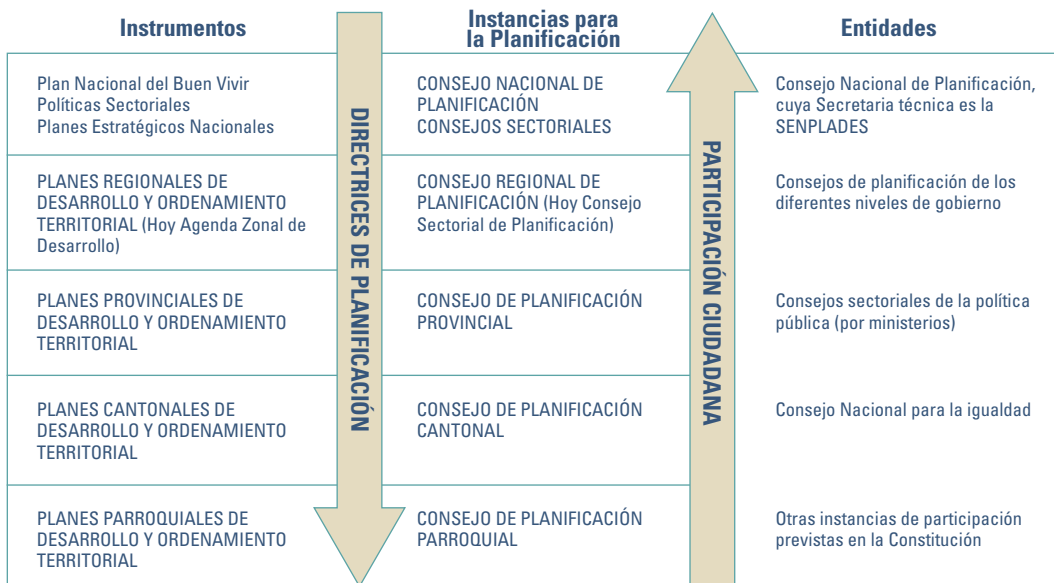 Instrumentos
Instancias para
la Planificación
Entidades
Plan Nacional del Buen Vivir
Políticas Sectoriales
Planes Estratégicos Nacionales
CONSEJO NACIONAL DE
PLANIFICACIÓN
CONSEJOS SECTORIALES
Consejo Nacional de Planificación,
cuya Secretaria técnica es la
SENPLADES
DIRECTRICES DE PLANIFICACIÓN
PARTICIPACIÓN CIUDADANA
PLANES REGIONALES DE
DESARROLLO Y ORDENAMIENTO
TERRITORIAL (Hoy Agenda Zonal de
Desarrollo)
CONSEJO REGIONAL DE
PLANIFICACIÓN (Hoy Consejo
Sectorial de Planificación)
Consejos de planificación de los
diferentes niveles de gobierno
PLANES PROVINCIALES DE
DESARROLLO Y ORDENAMIENTO
TERRITORIAL
CONSEJO DE PLANIFICACIÓN
PROVINCIAL
Consejos sectoriales de la política
pública (por ministerios)
PLANES CANTONALES DE
DESARROLLO Y ORDENAMIENTO
TERRITORIAL
CONSEJO DE PLANIFICACIÓN
CANTONAL
Consejo Nacional para la igualdad
PLANES PARROQUIALES DE
DESARROLLO Y ORDENAMIENTO
TERRITORIAL
CONSEJO DE PLANIFICACIÓN
PARROQUIAL
Otras instancias de participación
previstas en la Constitución